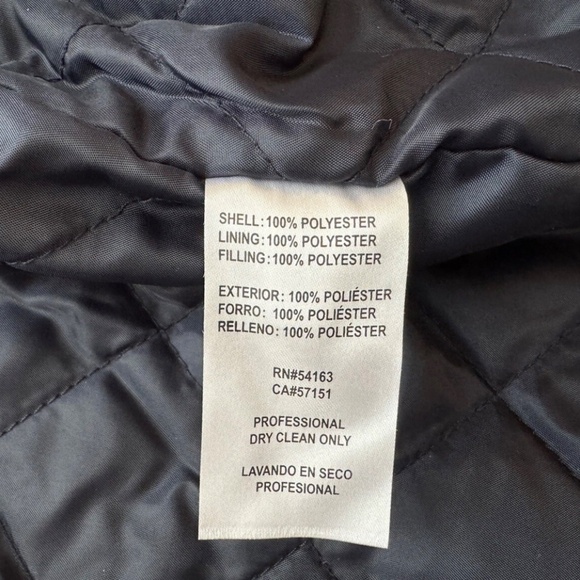 SHELL:100% POLYESTER
LINING:100% POLYESTER
FILLING:100% POLYESTER
EXTERIOR:100% POLIÉSTER
FORRO: 100% POLIÉSTER
RELLENO:100% POLIÉSTER
RN#54163
CA#57151
PROFESSIONAL
DRY CLEAN ONLY
LAVANDO EN SECO
PROFESIONAL